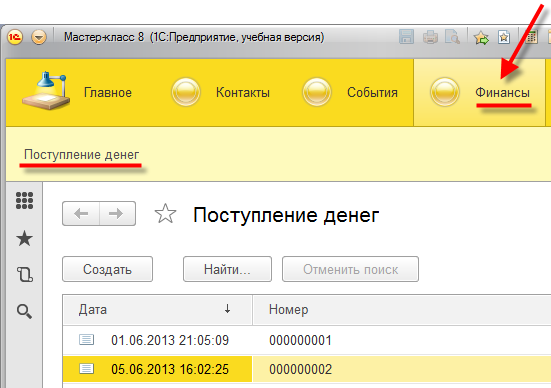 Мастер-класс 8 (1С:Предприятие, учебная версия)
Главное Контакты События Финансы
Поступление денег
Поступление денег
Создать Найти... Отменить поиск
Дата Номер
01.06.2013 21:05:09 000000001
05.06.2013 16:02:25 000000002